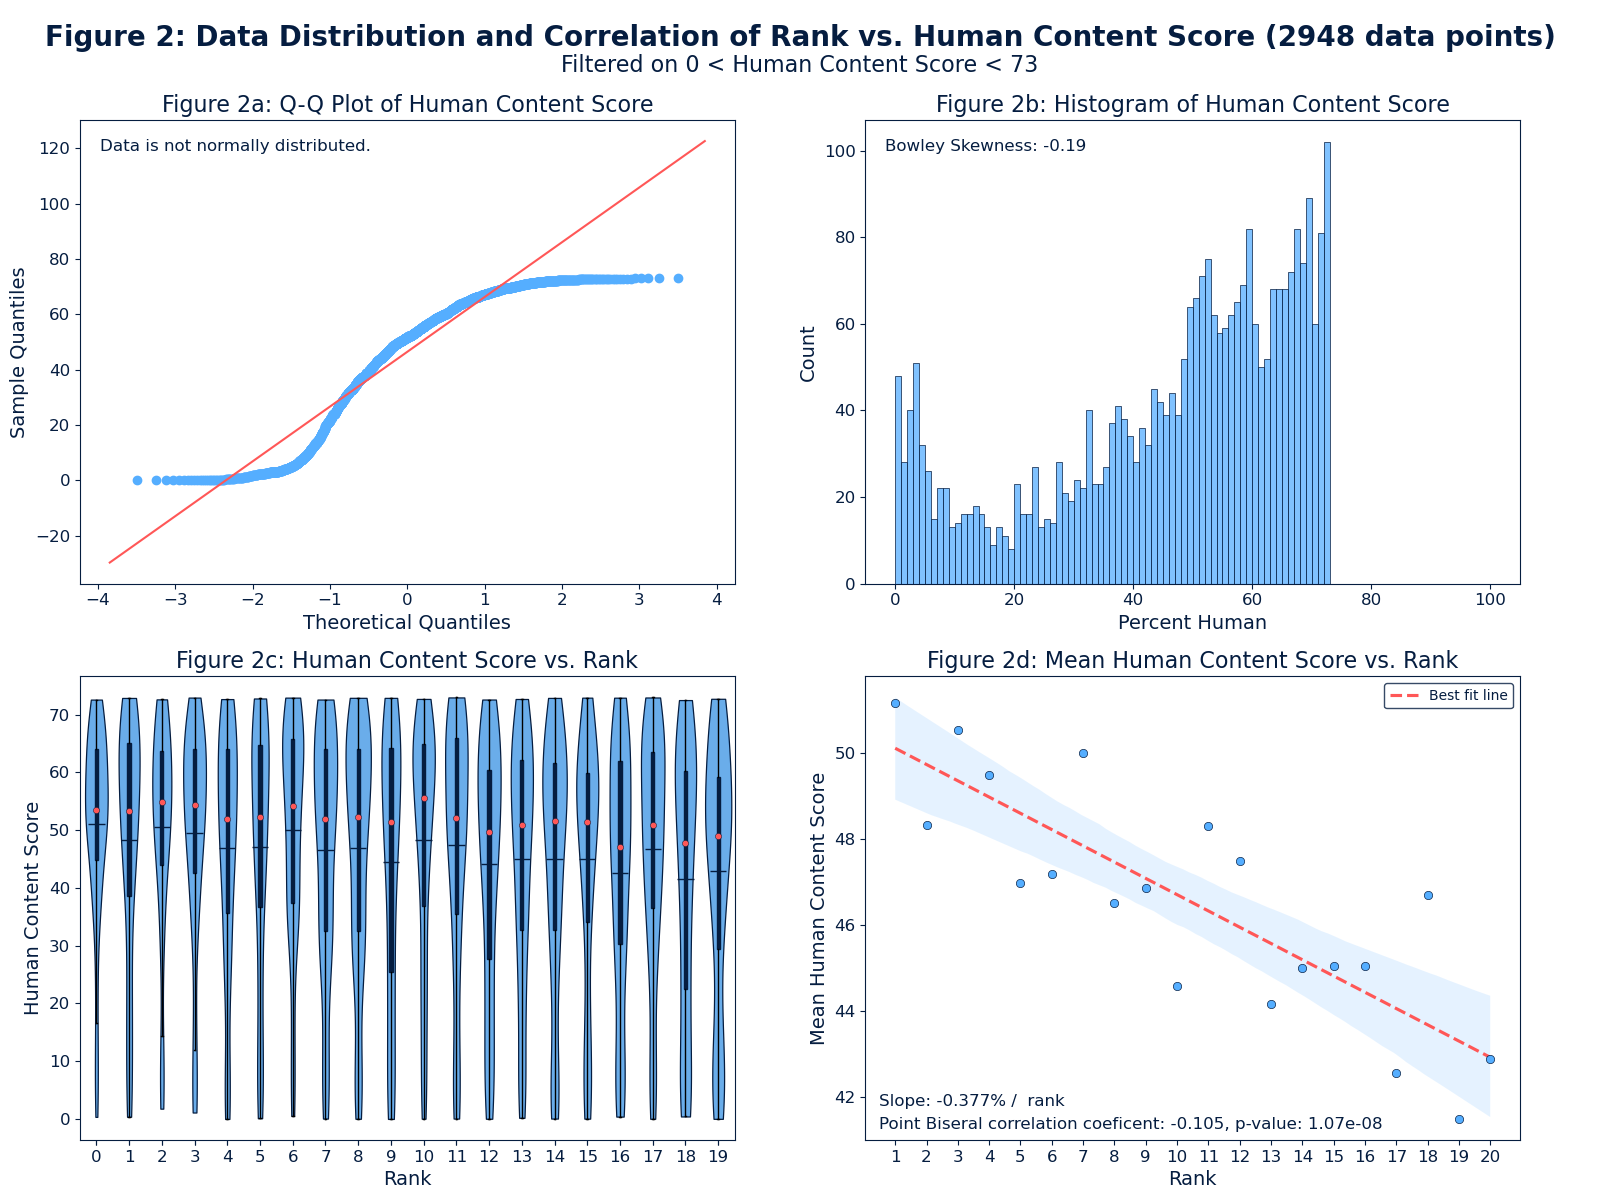 Figure 2: Data Distribution and Correlation of Rank vs. Human Content Score (2948 data points)
Filtered on 0 < Human Content Score < 73
Figure 2a: Q-Q Plot of Human Content Score
Data is not normally distributed.
120
100
80
60
40
20
0
−20
Sample Quantiles
−4 −3 −2 −1 0 1 2 3 4
Theoretical Quantiles
Figure 2b: Histogram of Human Content Score
Bowley Skewness: -0.19
100
80
60
40
20
0
Count
0 20 40 60 80 100
Percent Human
Figure 2c: Human Content Score vs. Rank
70
60
50
40
30
20
10
0
Human Content Score
0 1 2 3 4 5 6 7 8 9 10 11 12 13 14 15 16 17 18 19
Rank
Figure 2d: Mean Human Content Score vs. Rank
Best fit line
50
48
46
44
42
Mean Human Content Score
Slope: -0.377% /  rank
Point Biseral correlation coeficent: -0.105, p-value: 1.07e-08
1 2 3 4 5 6 7 8 9 10 11 12 13 14 15 16 17 18 19 20
Rank